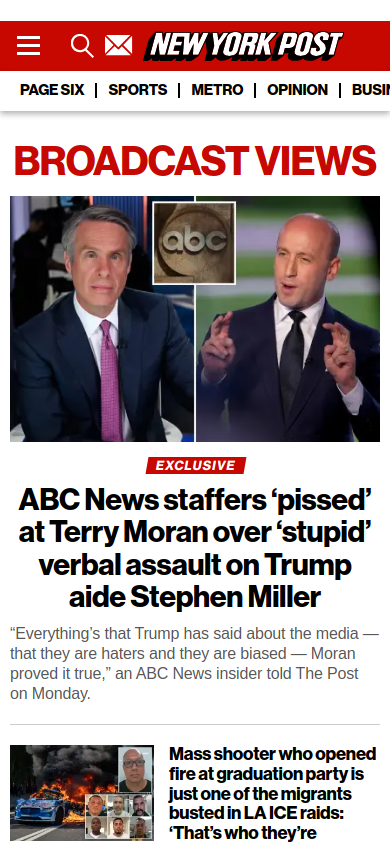 NEW YORK POST
PAGE SIX | SPORTS | METRO | OPINION | BUSI
BROADCAST VIEWS
abc
EXCLUSIVE
ABC News staffers ‘pissed’
at Terry Moran over ‘stupid’
verbal assault on Trump
aide Stephen Miller
“Everything’s that Trump has said about the media —
that they are haters and they are biased — Moran
proved it true,” an ABC News insider told The Post
on Monday.
Mass shooter who opened
fire at graduation party is
just one of the migrants
busted in LA ICE raids:
‘That’s who they’re